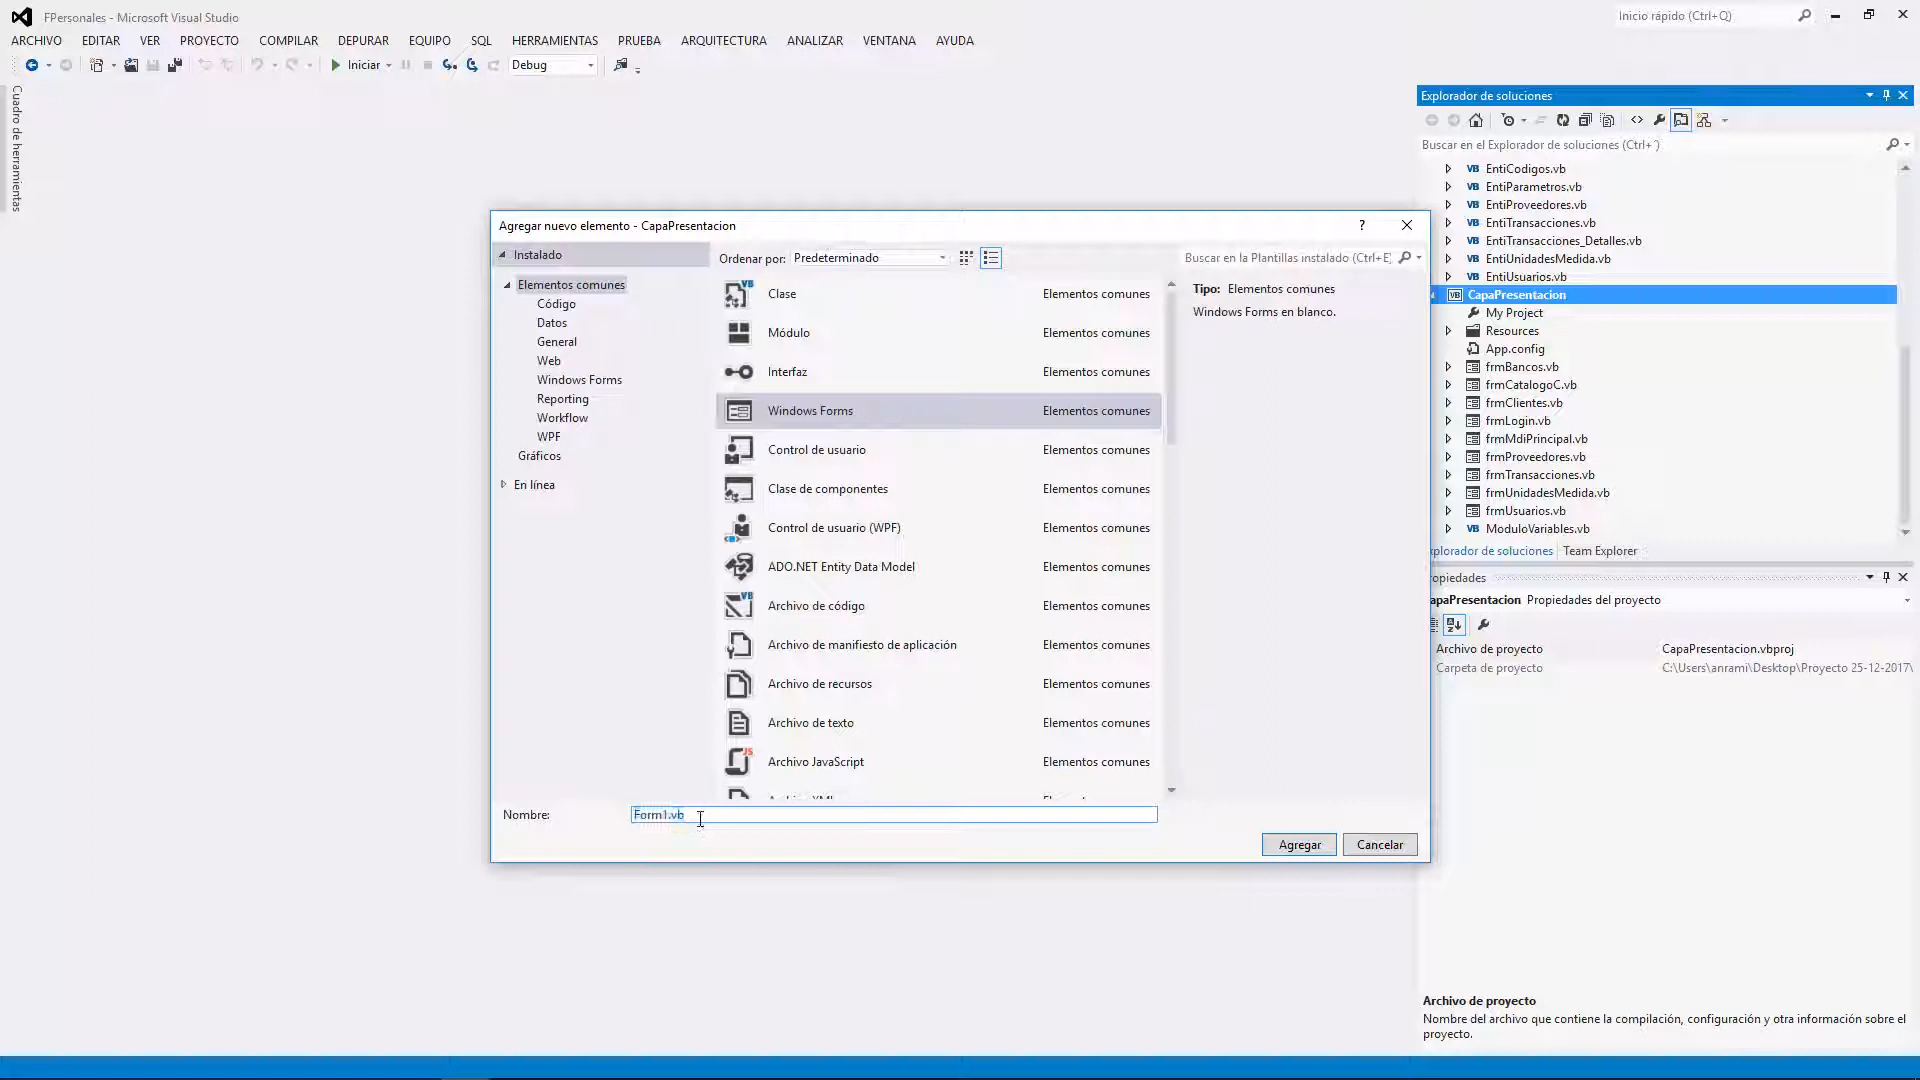 FPersonales - Microsoft Visual Studio
Inicio rápido (Ctrl+Q)
ARCHIVO EDITAR VER PROYECTO COMPILAR DEPURAR EQUIPO SQL HERRAMIENTAS PRUEBA ARQUITECTURA ANALIZAR VENTANA AYUDA
Iniciar Debug
Cuadro de herramientas
Agregar nuevo elemento - CapaPresentacion
Instalado
Elementos comunes
Código
Datos
General
Web
Windows Forms
Reporting
Workflow
WPF
Gráficos
En línea
Ordenar por: Predeterminado
Buscar en la Plantillas instalado (Ctrl+E)
Clase Elementos comunes
Módulo Elementos comunes
Interfaz Elementos comunes
Windows Forms Elementos comunes
Control de usuario Elementos comunes
Clase de componentes Elementos comunes
Control de usuario (WPF) Elementos comunes
ADO.NET Entity Data Model Elementos comunes
Archivo de código Elementos comunes
Archivo de manifiesto de aplicación Elementos comunes
Archivo de recursos Elementos comunes
Archivo de texto Elementos comunes
Archivo JavaScript Elementos comunes
Tipo: Elementos comunes
Windows Forms en blanco.
Nombre: Form1.vb
Agregar Cancelar
Explorador de soluciones
Buscar en el Explorador de soluciones (Ctrl+´)
EntiCodigos.vb
EntiParametros.vb
EntiProveedores.vb
EntiTransacciones.vb
EntiTransacciones_Detalles.vb
EntiUnidadesMedida.vb
EntiUsuarios.vb
CapaPresentacion
My Project
Resources
App.config
frmBancos.vb
frmCatalogoC.vb
frmClientes.vb
frmLogin.vb
frmMdiPrincipal.vb
frmProveedores.vb
frmTransacciones.vb
frmUnidadesMedida.vb
frmUsuarios.vb
ModuloVariables.vb
xplorador de soluciones Team Explorer
opiedades
apaPresentacion Propiedades del proyecto
Archivo de proyecto CapaPresentacion.vbproj
Carpeta de proyecto C:\Users\anrami\Desktop\Proyecto 25-12-2017\
Archivo de proyecto
Nombre del archivo que contiene la compilación, configuración y otra información sobre el
proyecto.